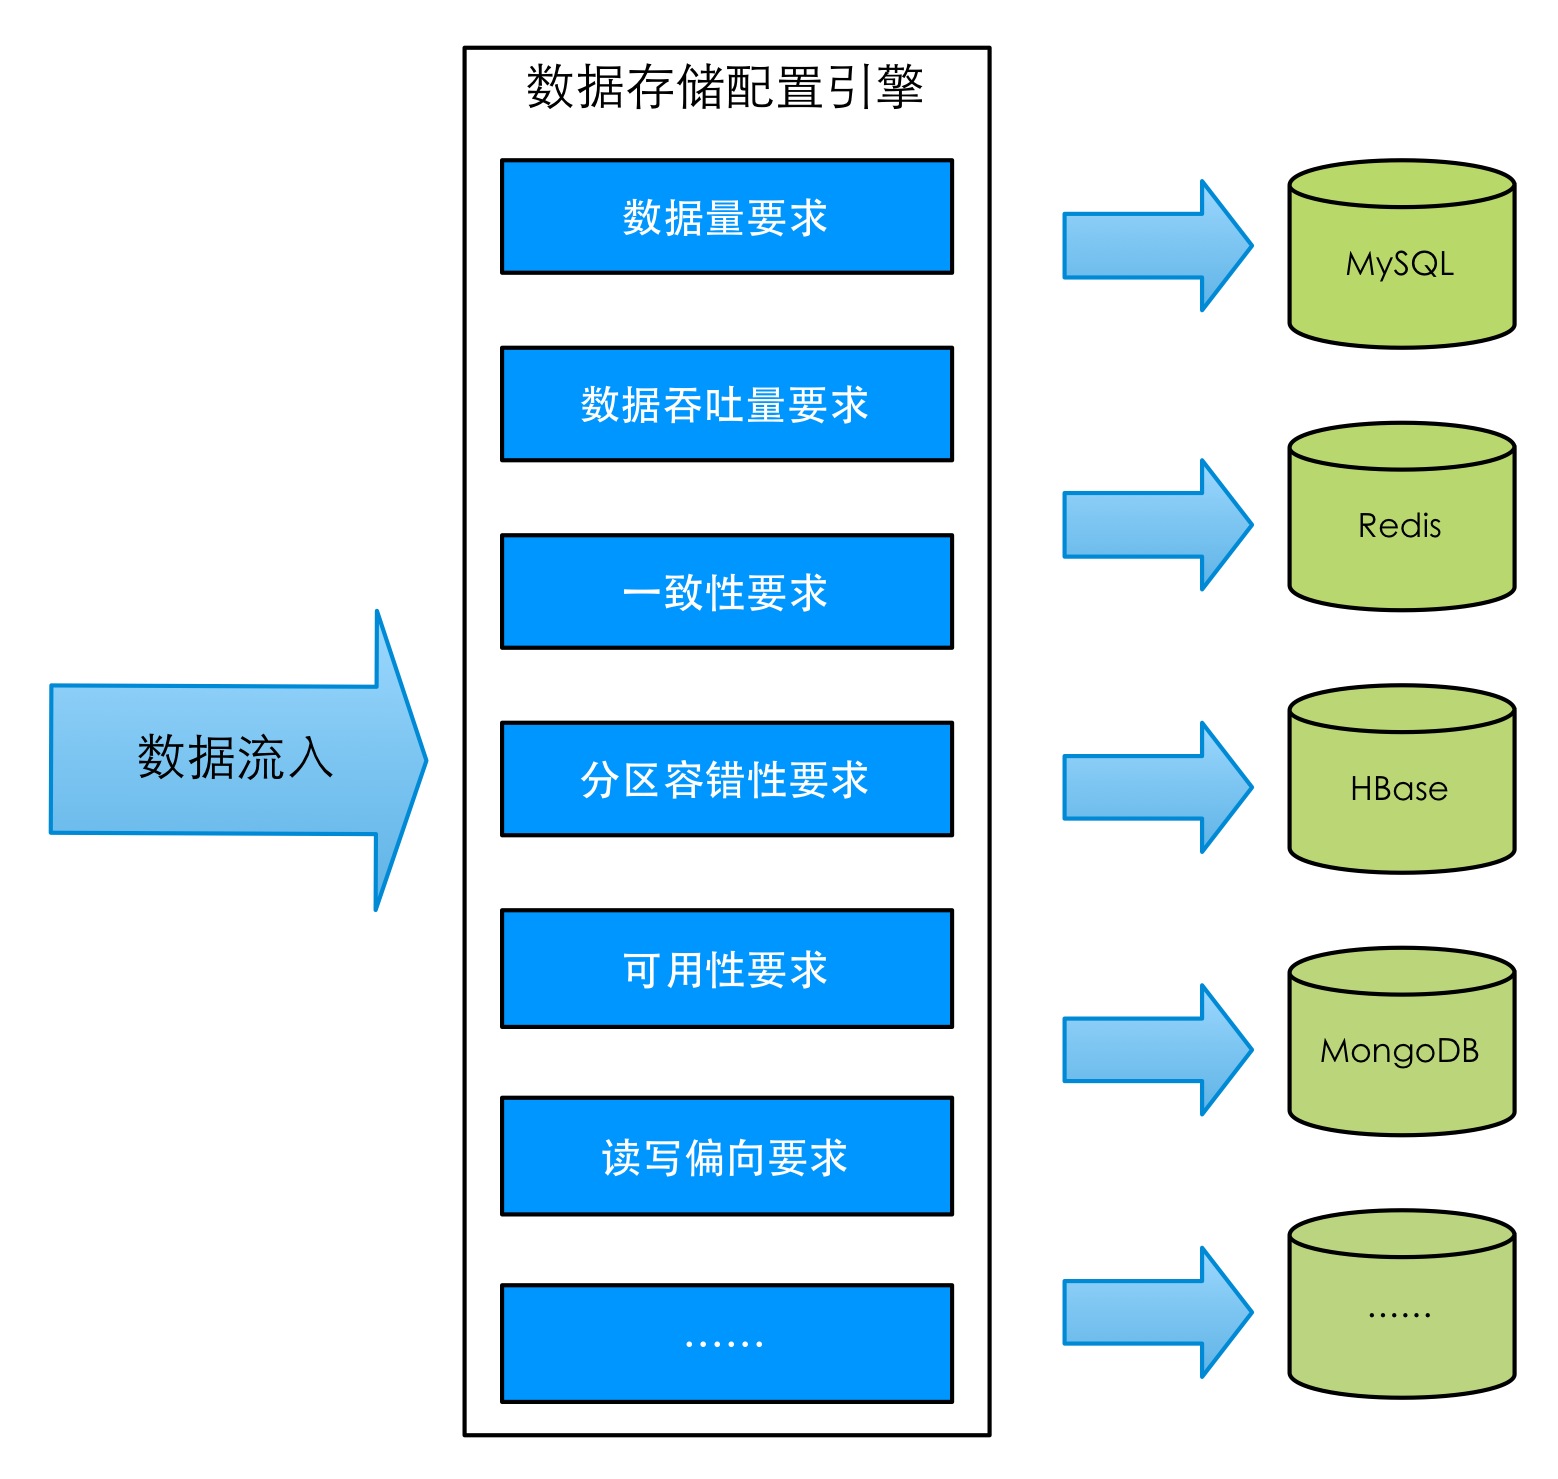 数据存储配置引擎
数据量要求
数据吞吐量要求
一致性要求
分区容错性要求
可用性要求
读写偏向要求
……
数据流入
MySQL
Redis
HBase
MongoDB
……